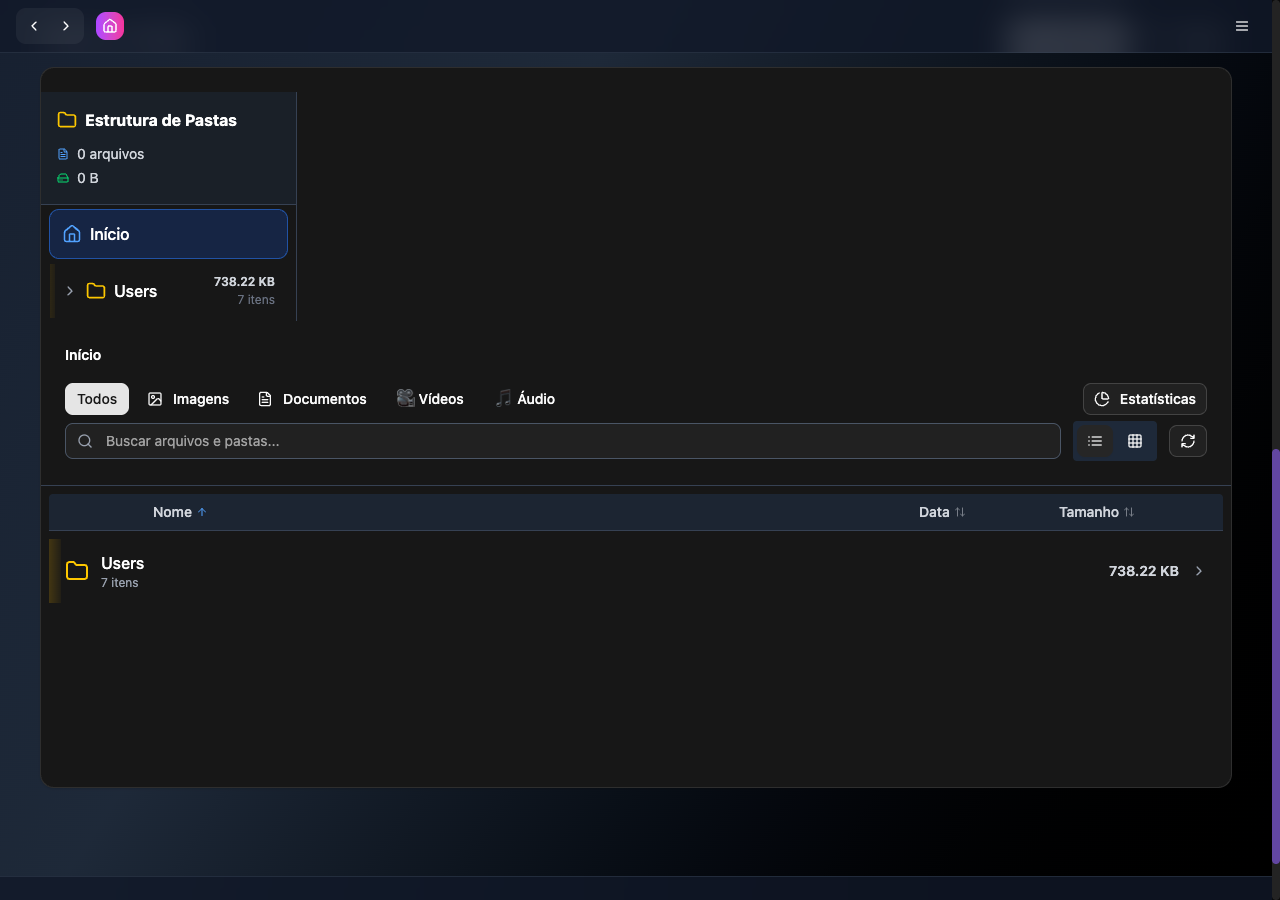 Estrutura de Pastas
0 arquivos
0 B
Início
Users
738.22 KB
7 itens
Início
Todos
Imagens
Documentos
Vídeos
Áudio
Estatísticas
Buscar arquivos e pastas...
Nome
Data
Tamanho
Users
7 itens
738.22 KB